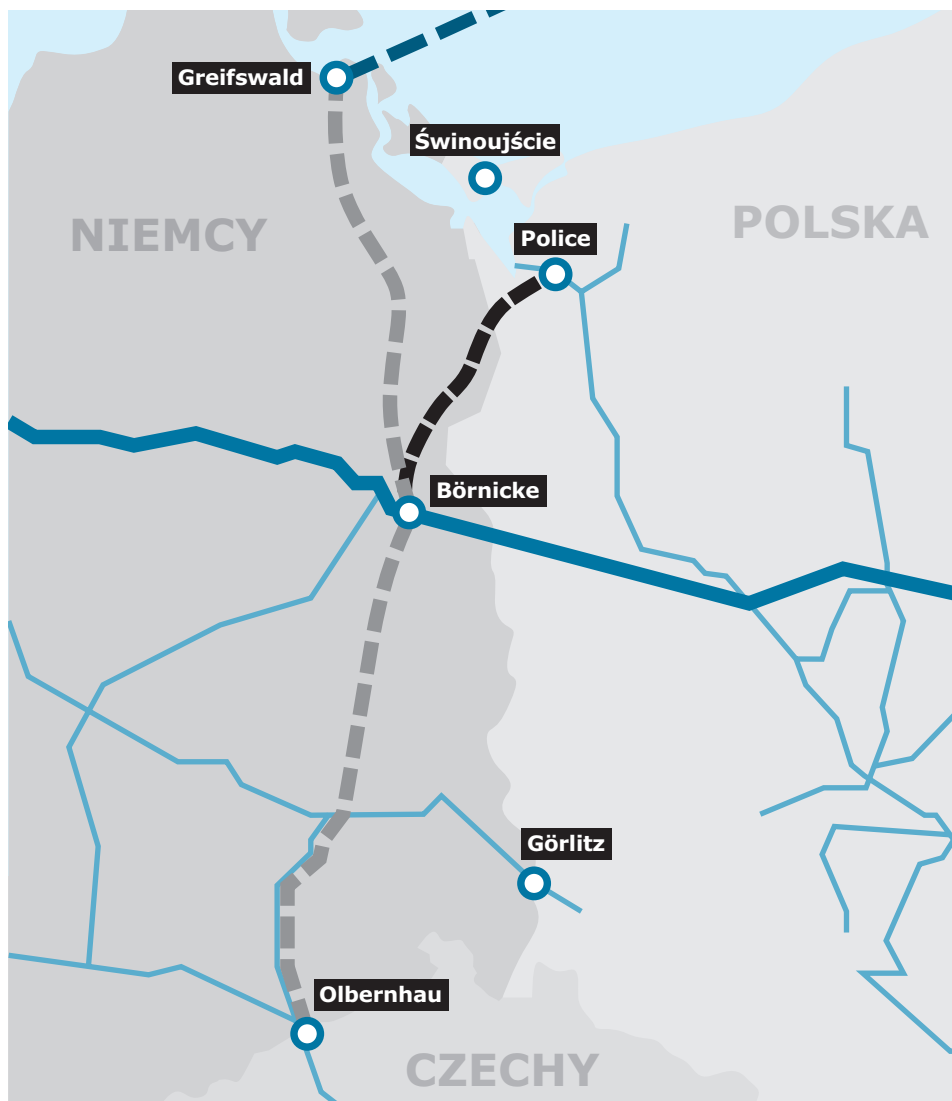 Greifswald
Świnoujście
NIEMCY
POLSKA
Police
Börnicke
Görlitz
Olbernhau
CZECHY